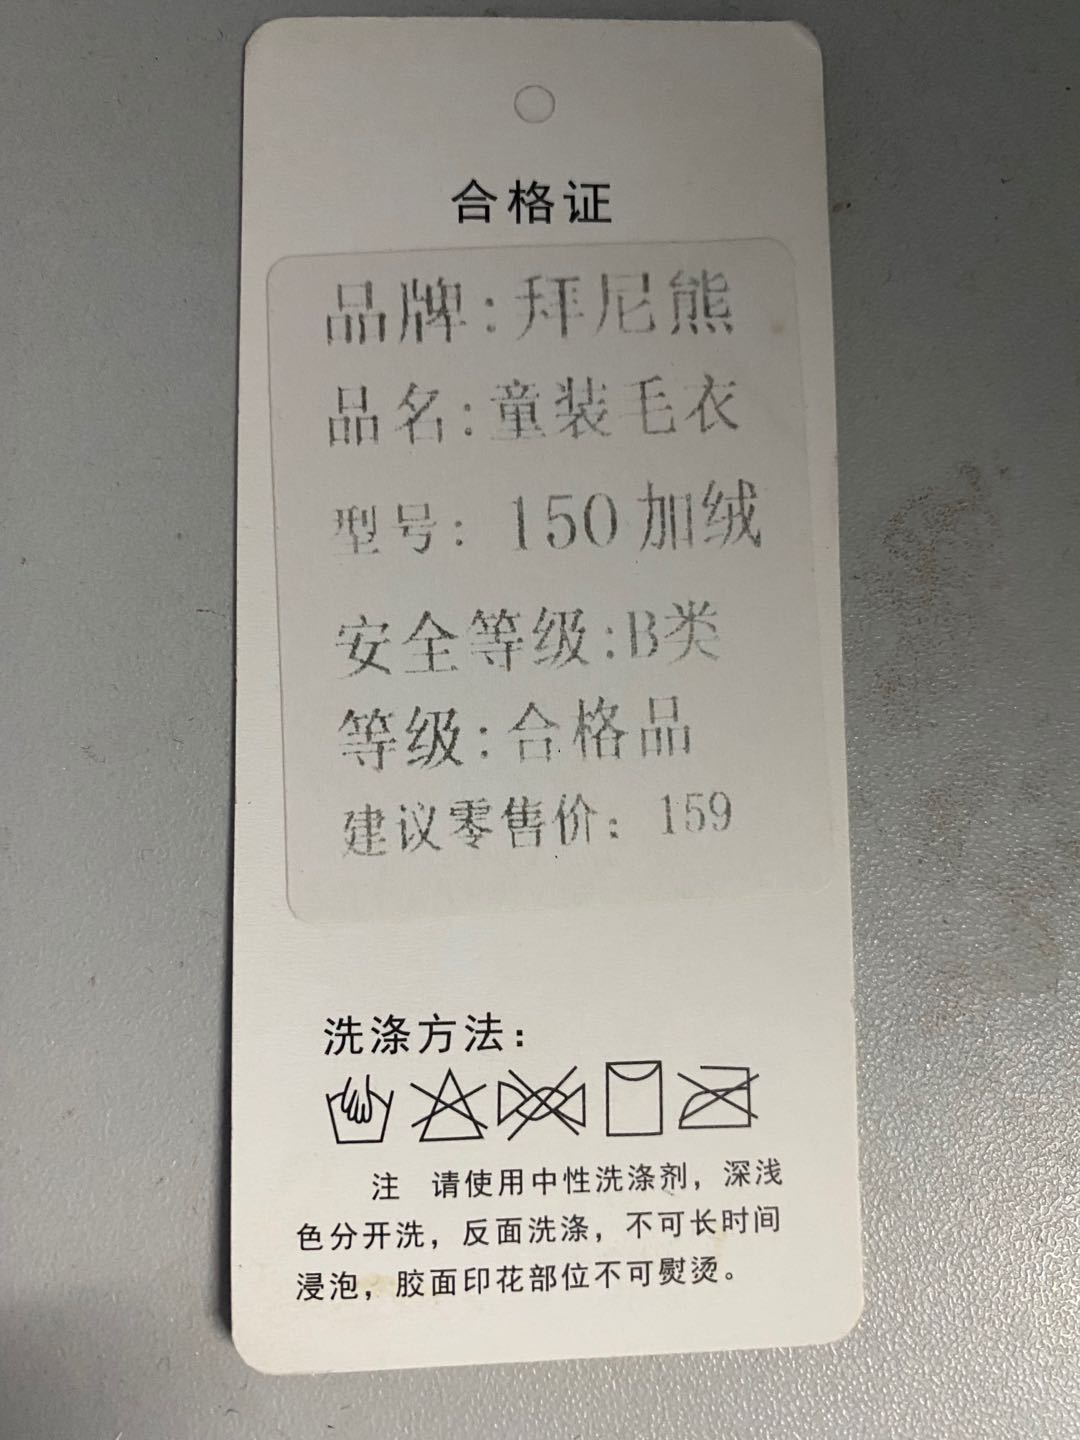 合格证
品牌:拜尼熊
品名:童装毛衣
型号: 150加绒
安全等级:B类
等级:合格品
建议零售价: 159
洗涤方法:
注 请使用中性洗涤剂，深浅
色分开洗，反面洗涤，不可长时间
浸泡，胶面印花部位不可熨烫。